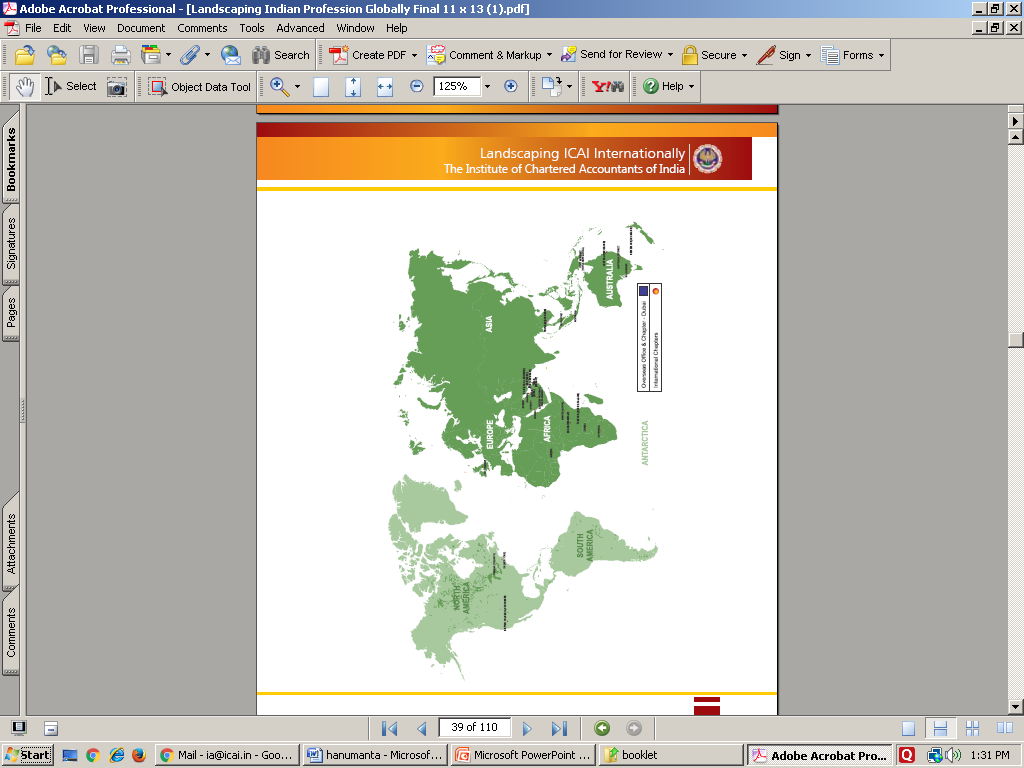 Adobe Acrobat Professional - [Landscaping Indian Profession Globally Final 11 x 13 (1).pdf]
File Edit View Document Comments Tools Advanced Window Help
Search Create PDF Comment & Markup Send for Review Secure Sign Forms
Select Object Data Tool 125% Y! Help
Bookmarks
Signatures
Pages
Attachments
Comments
Landscaping ICAI Internationally
The Institute of Chartered Accountants of India
ASIA
AUSTRALIA
EUROPE
AFRICA
Overseas Office & Chapter - Dubai
International Chapters
ANTARCTICA
NORTH
AMERICA
SOUTH
AMERICA
39 of 110
Start Mail - ia@icai.in - Goo... hanumanta - Microsof... Microsoft PowerPoint ... booklet Adobe Acrobat Pro... 1:31 PM